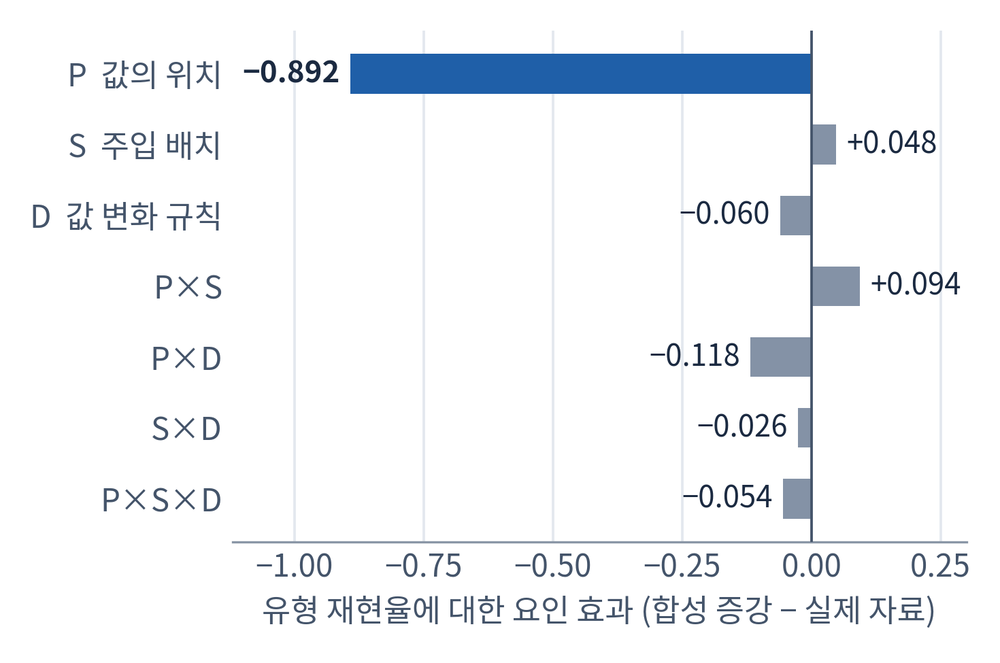 P 값의 위치 −0.892
S 주입 배치 +0.048
D 값 변화 규칙 −0.060
P×S +0.094
P×D −0.118
S×D −0.026
P×S×D −0.054
−1.00 −0.75 −0.50 −0.25 0.00 0.25
유형 재현율에 대한 요인 효과 (합성 증강 − 실제 자료)